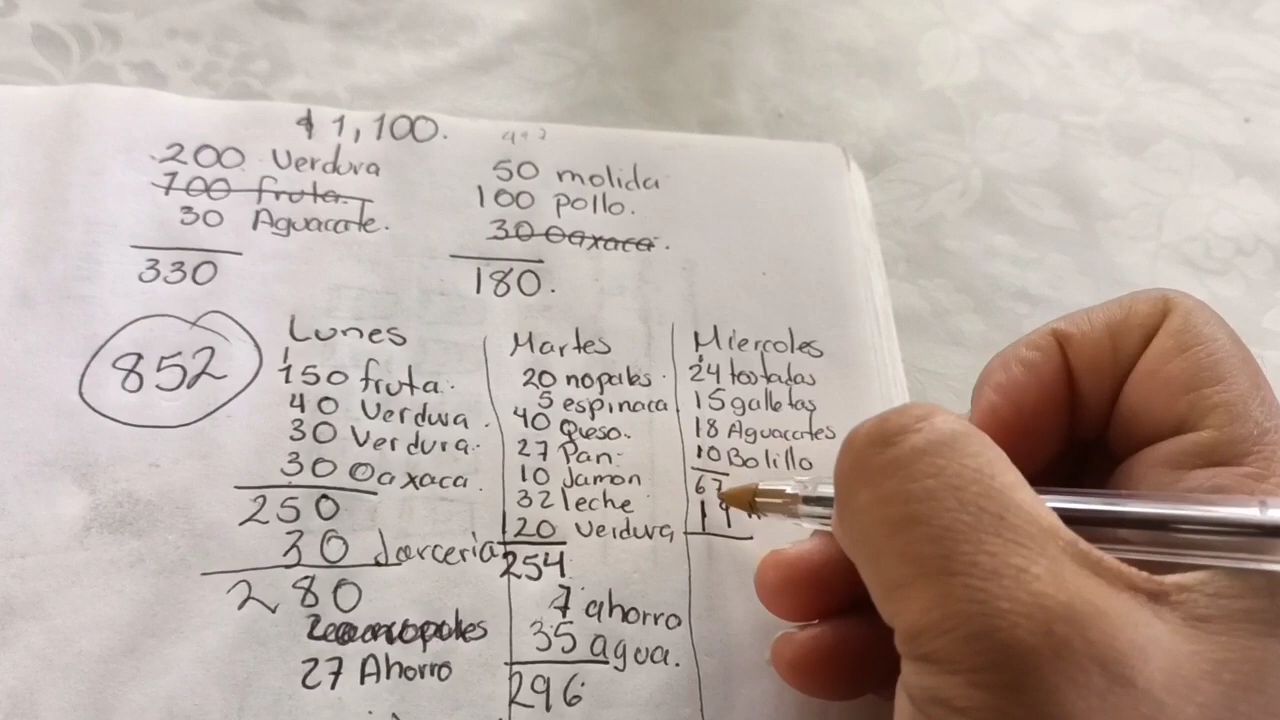 $1,100.
200 Verdura
100 fruta.
30 Aguacate.
330
50 molida
100 pollo.
30 Oaxaca.
180.
852
Lunes
150 fruta.
40 Verdura.
30 Verdura.
30 Oaxaca.
250
30 Jarceria
280
27 Ahorro
Martes
20 nopales.
5 espinaca
40 Queso.
27 Pan.
10 Jamon
32 leche
20 verdura
254
7 ahorro
35 agua.
296
Miercoles
24 tostadas
15 galletas
18 Aguacates
10 Bolillo
67